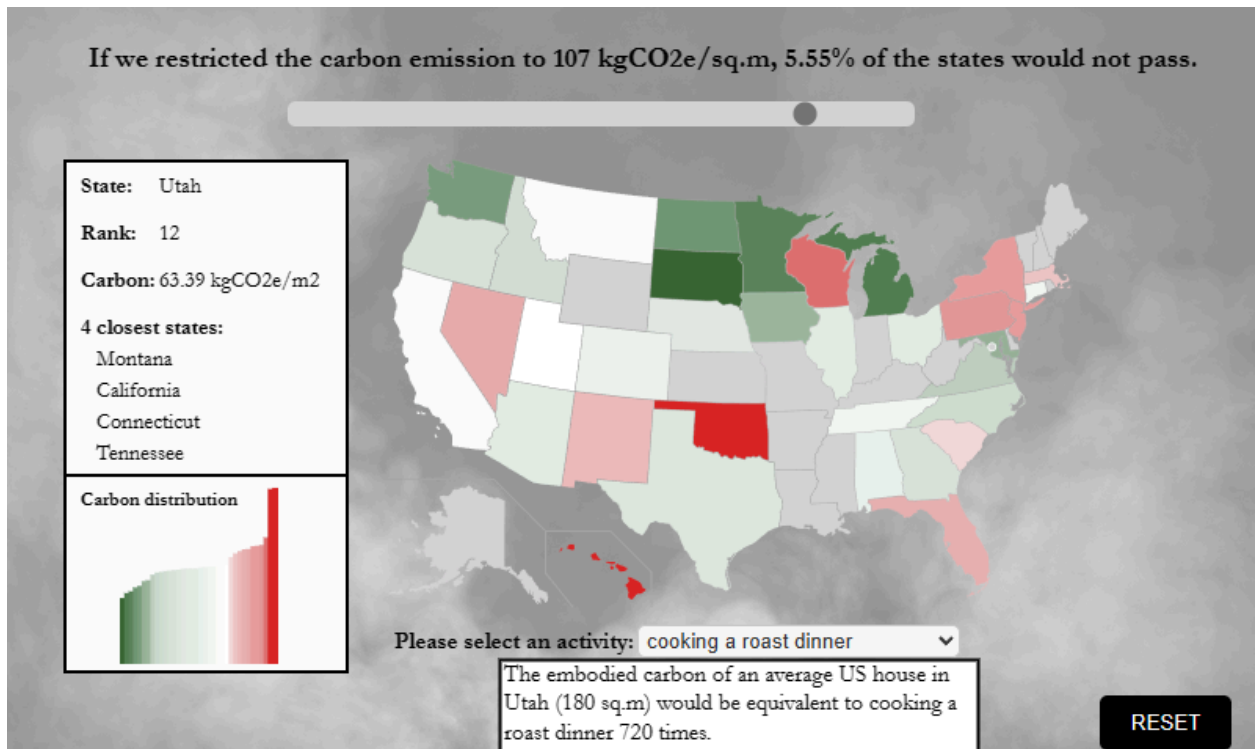 If we restricted the carbon emission to 107 kgCO2e/sq.m, 5.55% of the states would not pass.
State: Utah
Rank: 12
Carbon: 63.39 kgCO2e/m2
4 closest states:
Montana
California
Connecticut
Tennessee
Carbon distribution
Please select an activity: cooking a roast dinner
The embodied carbon of an average US house in
Utah (180 sq.m) would be equivalent to cooking a
roast dinner 720 times.
RESET